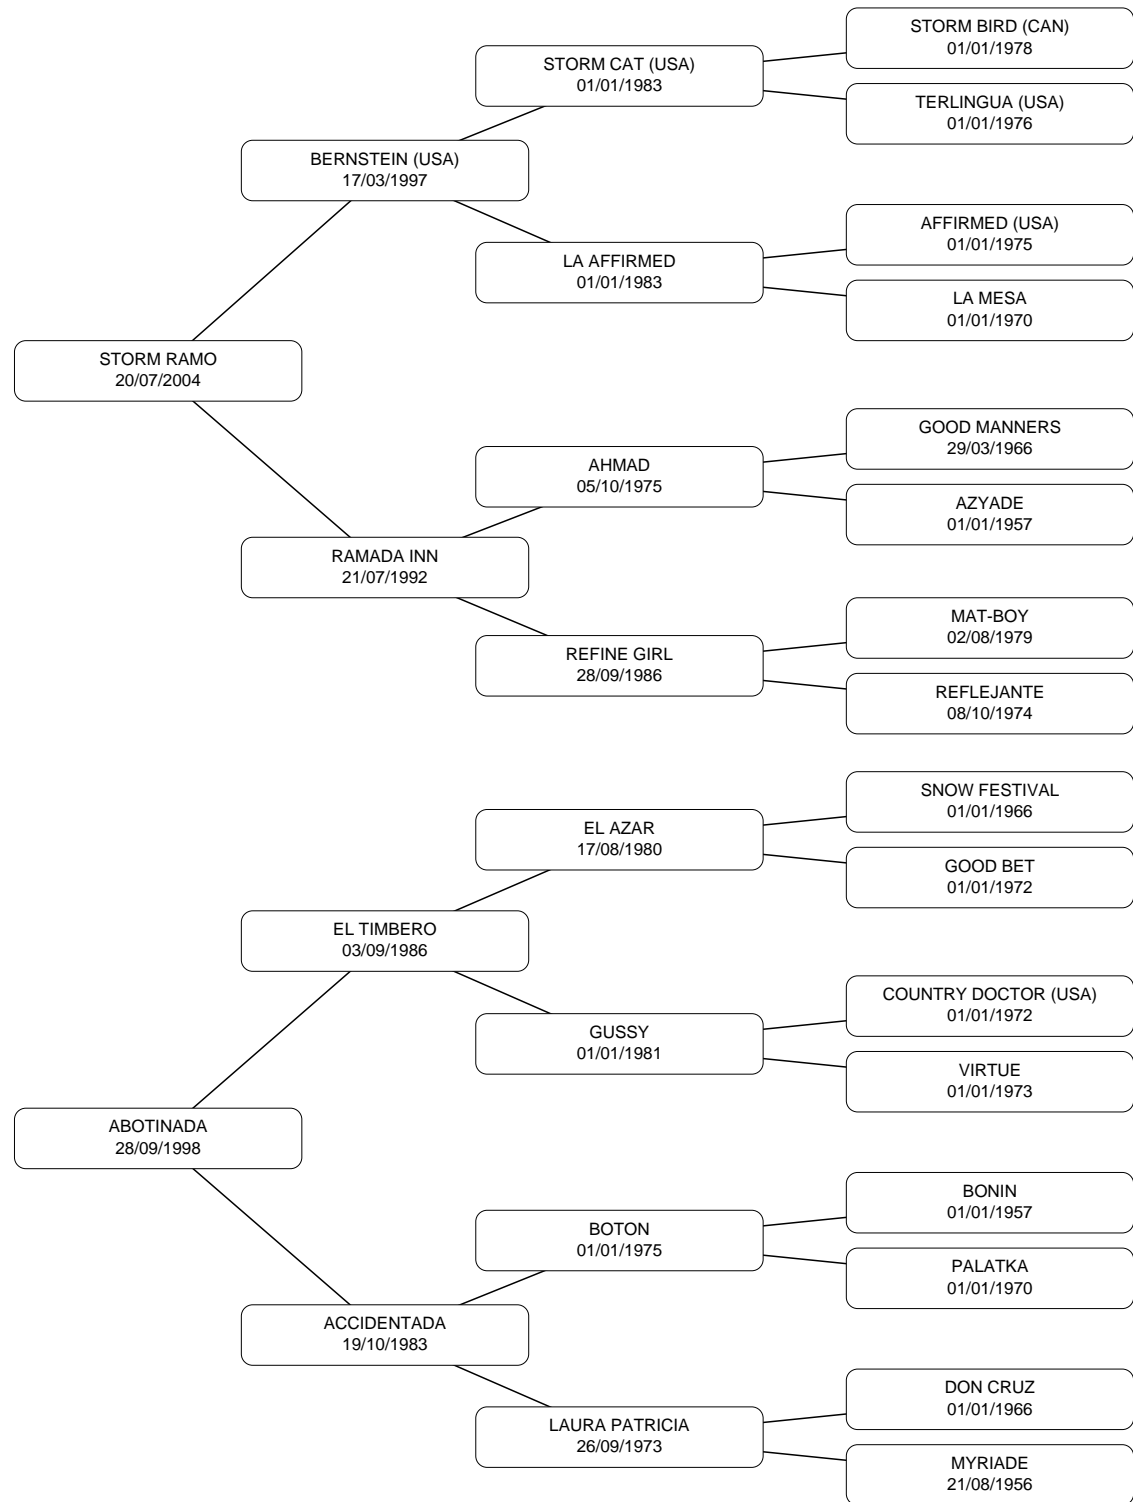 STORM BIRD (CAN)
01/01/1978
STORM CAT (USA)
01/01/1983
TERLINGUA (USA)
01/01/1976
BERNSTEIN (USA)
17/03/1997
AFFIRMED (USA)
01/01/1975
LA AFFIRMED
01/01/1983
LA MESA
01/01/1970
STORM RAMO
20/07/2004
GOOD MANNERS
29/03/1966
AHMAD
05/10/1975
AZYADE
01/01/1957
RAMADA INN
21/07/1992
MAT-BOY
02/08/1979
REFINE GIRL
28/09/1986
REFLEJANTE
08/10/1974
SNOW FESTIVAL
01/01/1966
EL AZAR
17/08/1980
GOOD BET
01/01/1972
EL TIMBERO
03/09/1986
COUNTRY DOCTOR (USA)
01/01/1972
GUSSY
01/01/1981
VIRTUE
01/01/1973
ABOTINADA
28/09/1998
BONIN
01/01/1957
BOTON
01/01/1975
PALATKA
01/01/1970
ACCIDENTADA
19/10/1983
DON CRUZ
01/01/1966
LAURA PATRICIA
26/09/1973
MYRIADE
21/08/1956